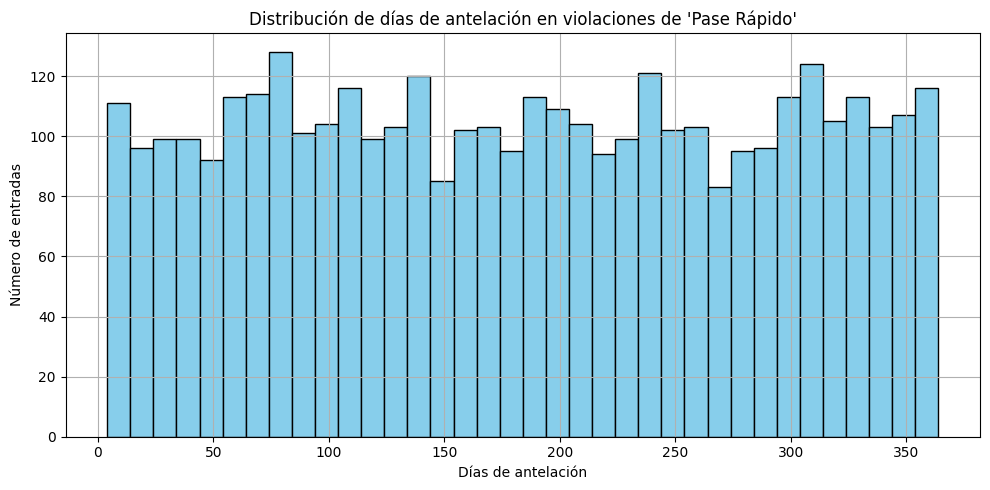 Distribución de días de antelación en violaciones de 'Pase Rápido'
Número de entradas
120
100
80
60
40
20
0
0 50 100 150 200 250 300 350
Días de antelación